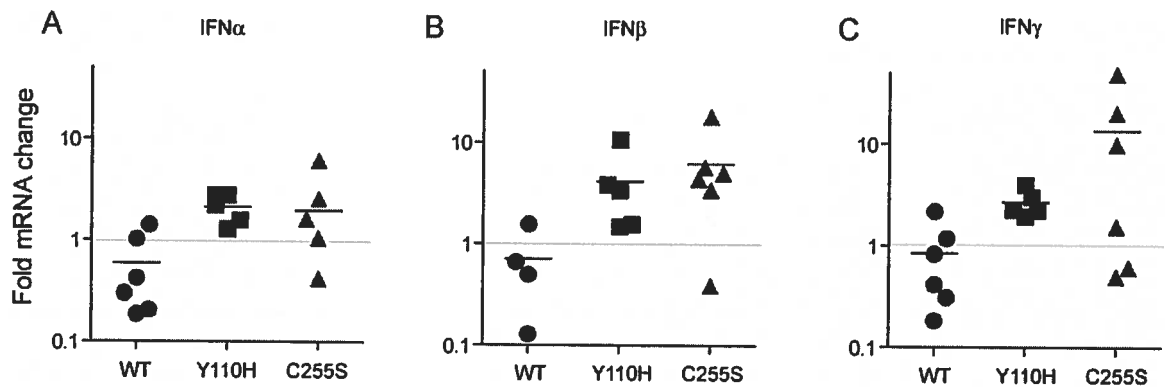 A IFNα
B IFNβ
C IFNγ
Fold mRNA change
10
1
0.1
WT Y110H C255S
10
1
0.1
WT Y110H C255S
10
1
0.1
WT Y110H C255S